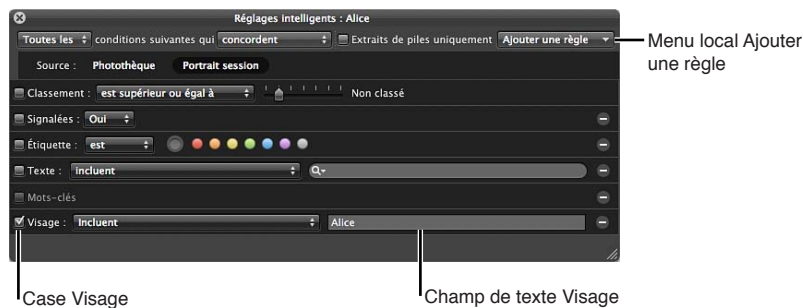 Réglages intelligents : Alice
Toutes les conditions suivantes qui concordent Extraits de piles uniquement Ajouter une règle
Menu local Ajouter
une règle
Source : Photothèque Portrait session
Classement : est supérieur ou égal à Non classé
Signalées : Oui
Étiquette : est
Texte : incluent
Mots-clés
Visage : Incluent Alice
Case Visage
Champ de texte Visage